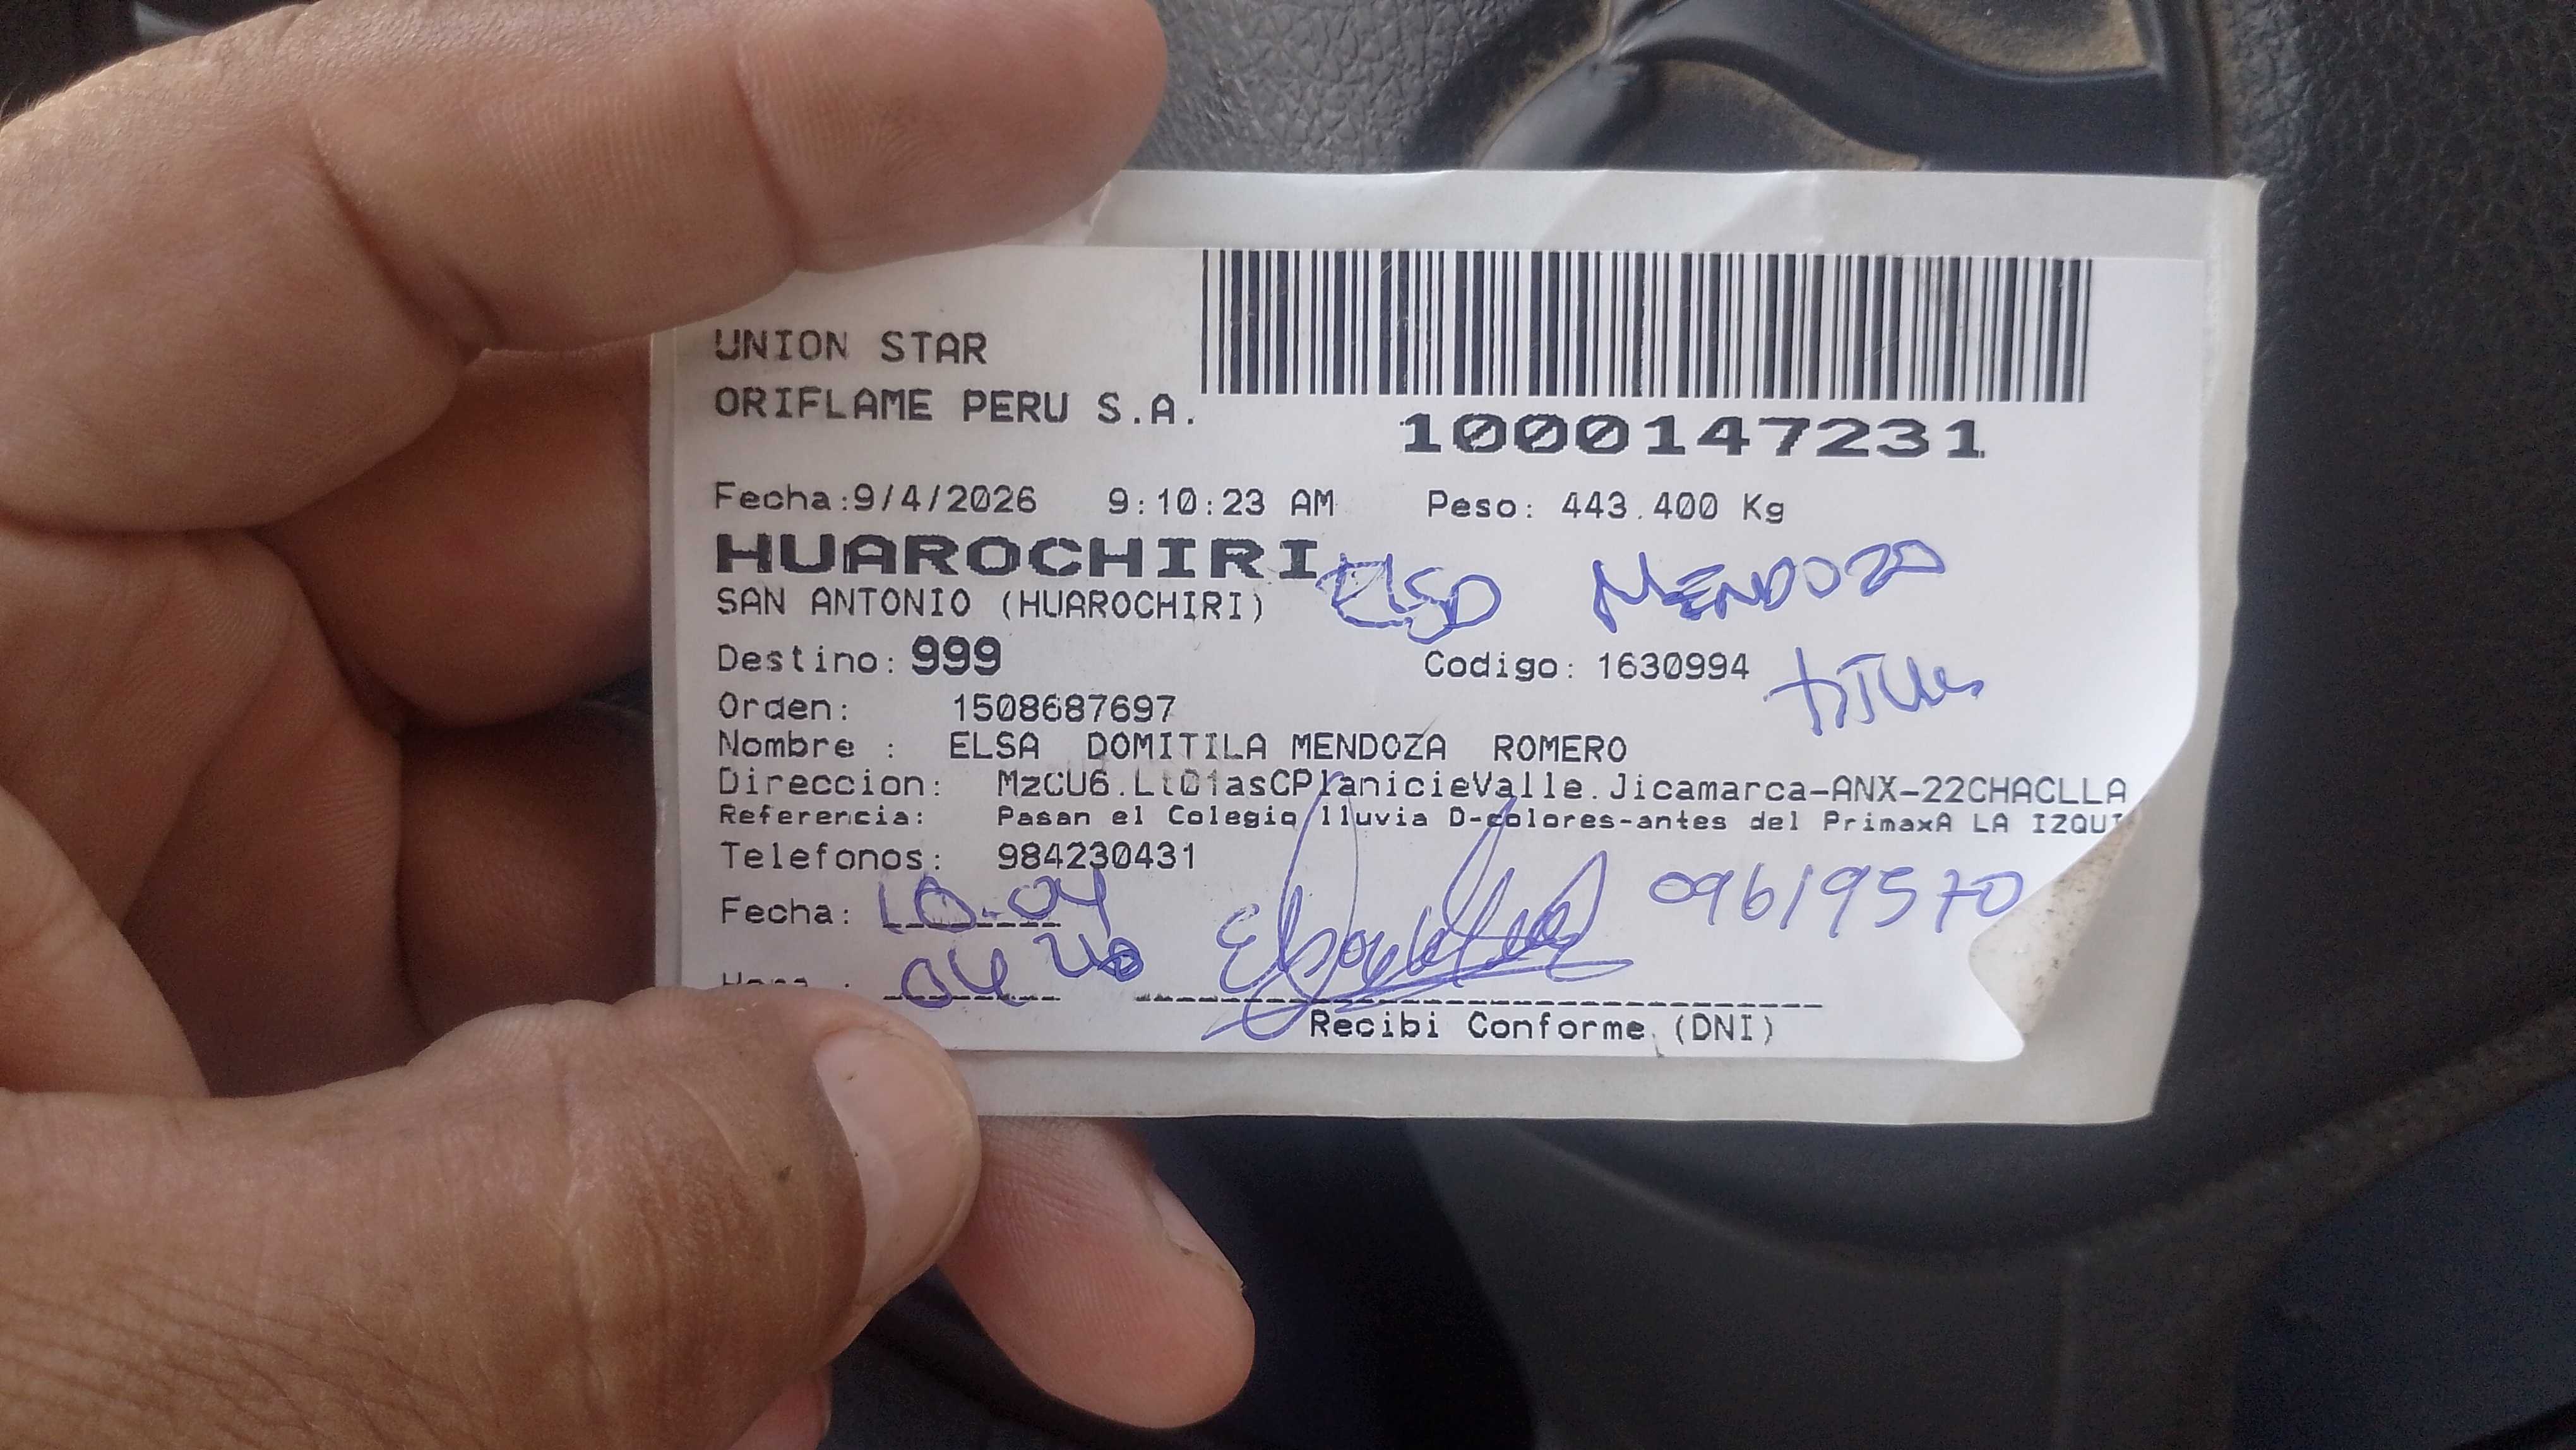 UNION STAR
ORIFLAME PERU S.A.
1000147231
Fecha:9/4/2026 9:10:23 AM Peso: 443.400 Kg
HUAROCHIRI
SAN ANTONIO (HUAROCHIRI) ELSA MENDOZA
Destino: 999 Codigo: 1630994
Orden: 1508687697
Nombre : ELSA DOMITILA MENDOZA ROMERO
Direccion: MzCU6.Lt01asCPlanicieValle.Jicamarca-ANX-22CHACLLA
Referencia: Pasan el Colegio lluvia D-colores-antes del PrimaxA LA IZQUI
Telefonos: 984230431
Fecha: 10-04 09619570
Hora :
Recibi Conforme (DNI)